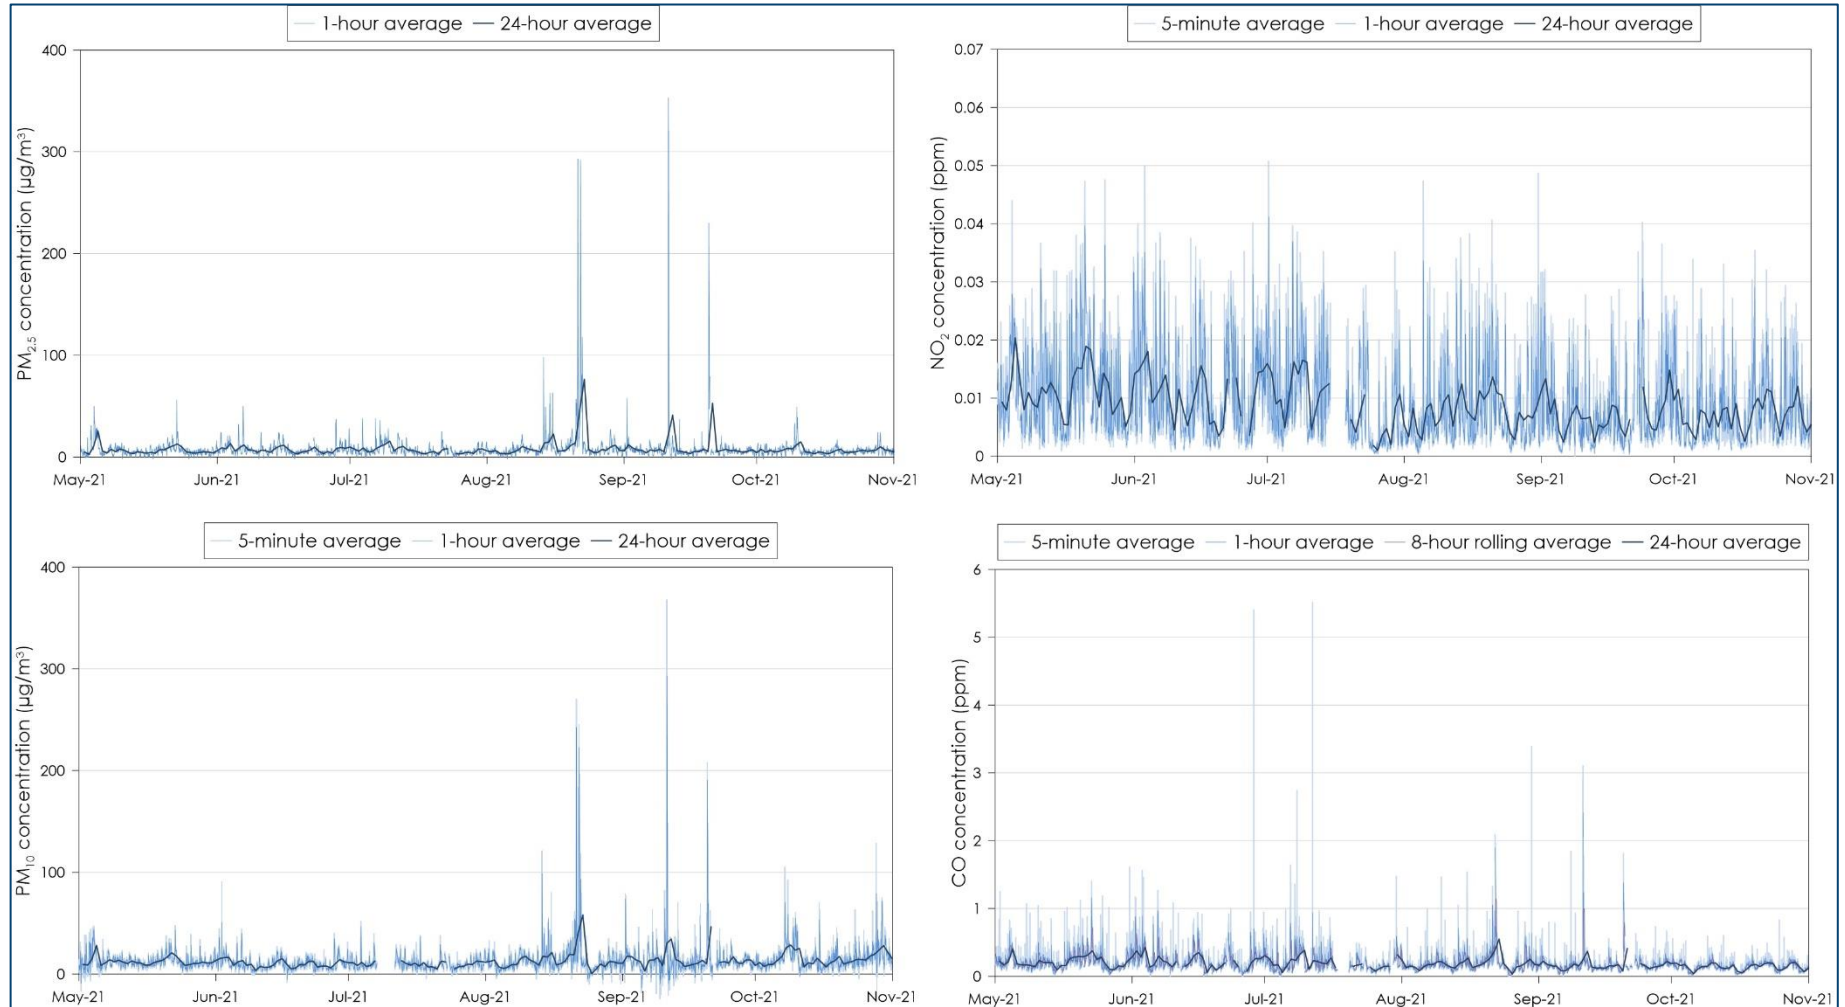 1-hour average 24-hour average
400
300
200
100
0
PM2.5 concentration (µg/m³)
May-21 Jun-21 Jul-21 Aug-21 Sep-21 Oct-21 Nov-21
5-minute average 1-hour average 24-hour average
0.07
0.06
0.05
0.04
0.03
0.02
0.01
0
NO2 concentration (ppm)
May-21 Jun-21 Jul-21 Aug-21 Sep-21 Oct-21 Nov-21
5-minute average 1-hour average 24-hour average
400
300
200
100
0
PM10 concentration (µg/m³)
May-21 Jun-21 Jul-21 Aug-21 Sep-21 Oct-21 Nov-21
5-minute average 1-hour average 8-hour rolling average 24-hour average
6
5
4
3
2
1
0
CO concentration (ppm)
May-21 Jun-21 Jul-21 Aug-21 Sep-21 Oct-21 Nov-21